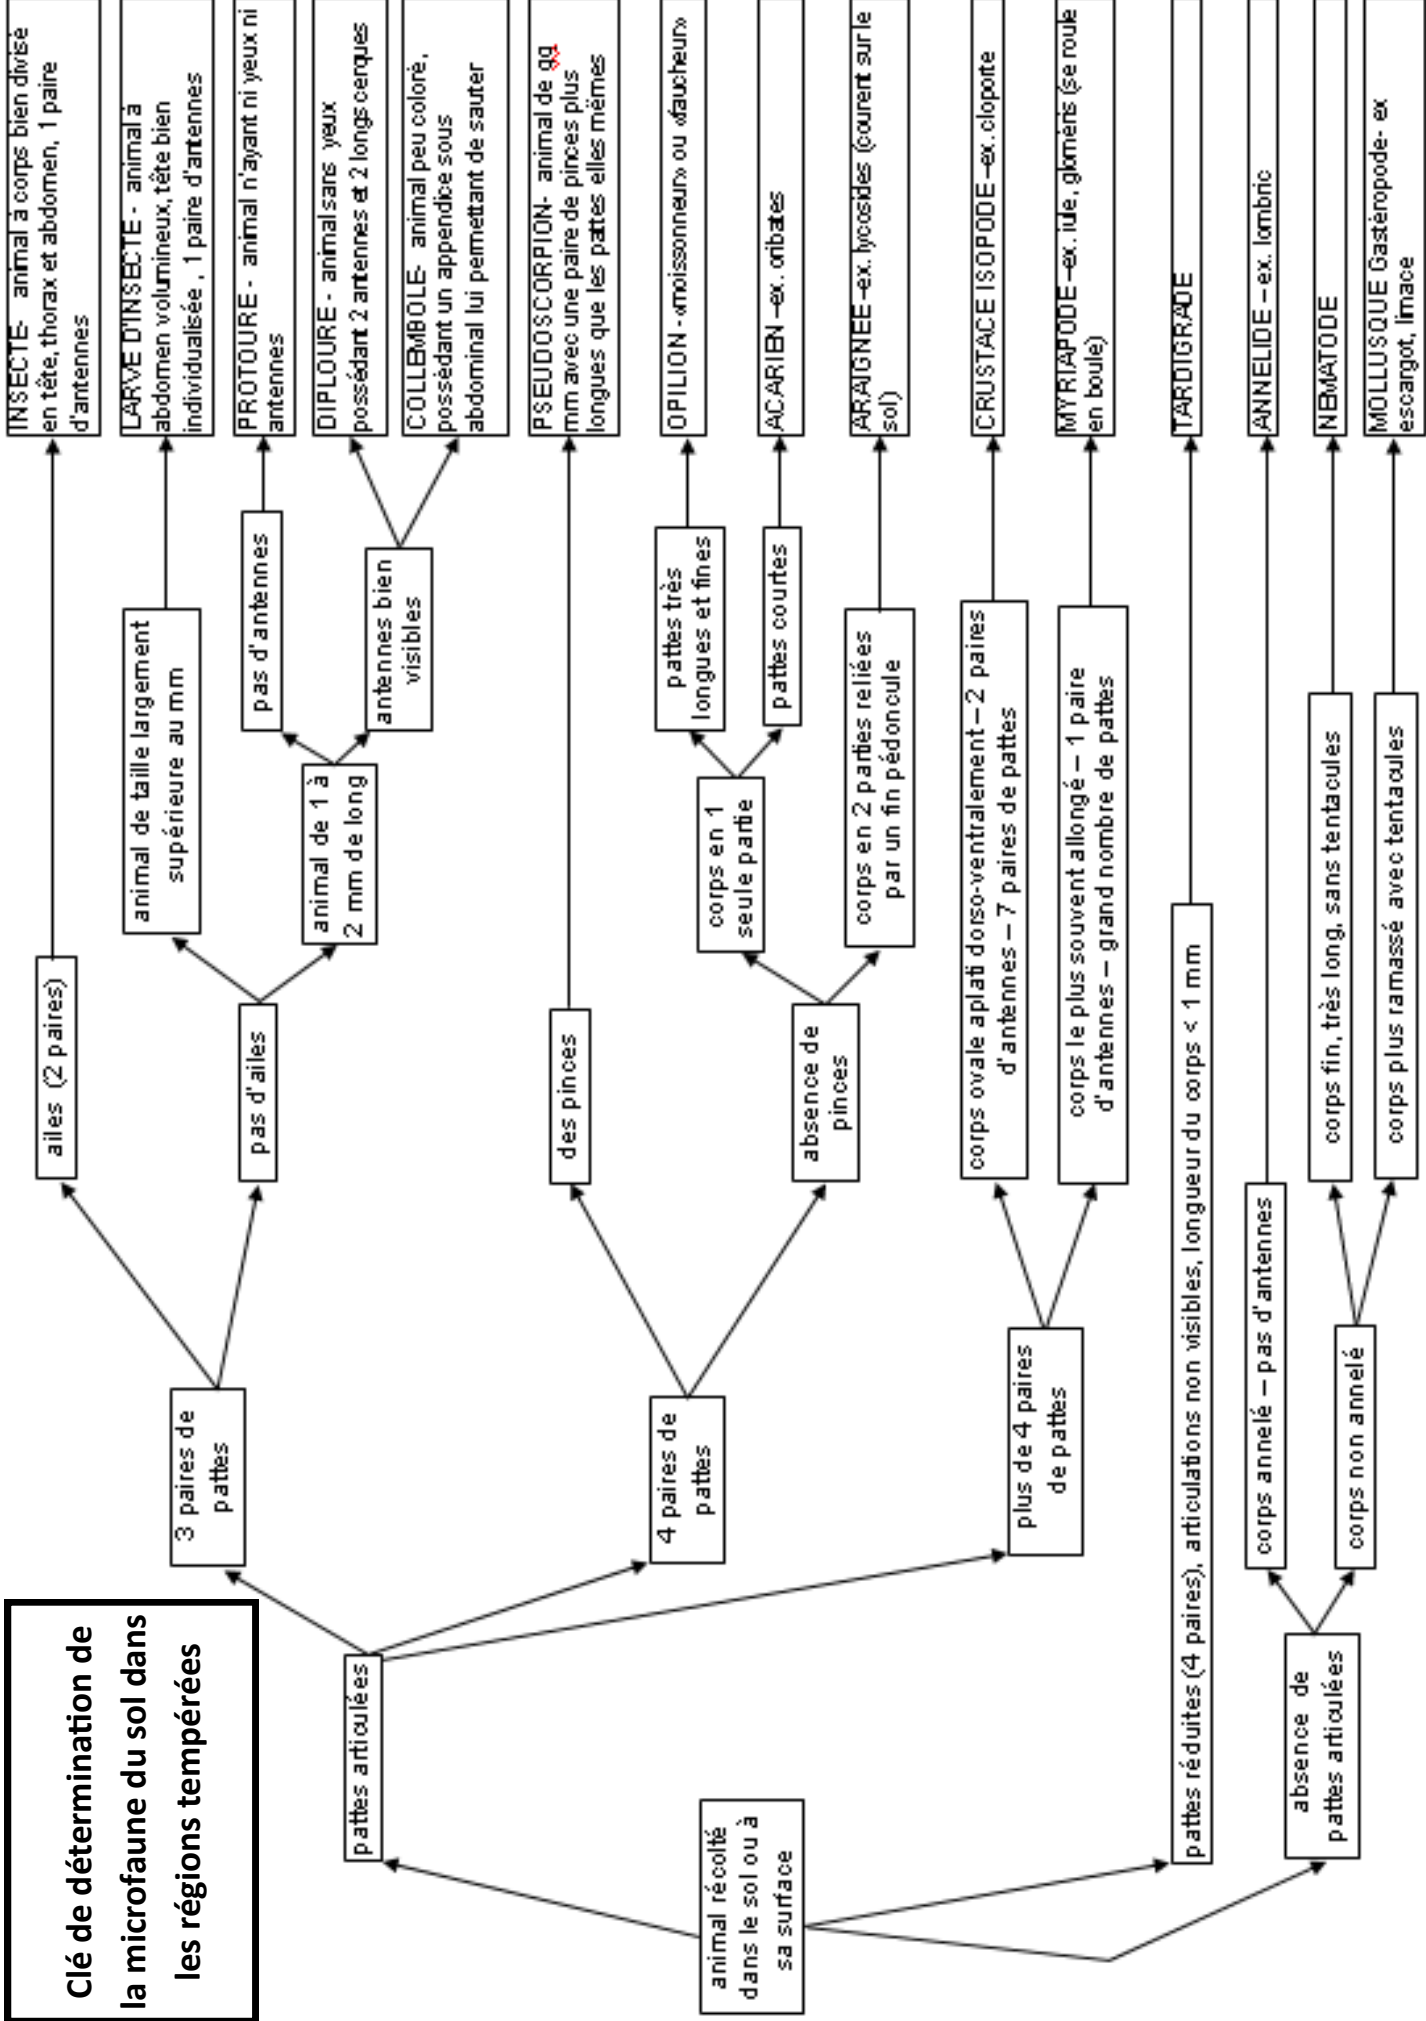 Clé de détermination de
la microfaune du sol dans
les régions tempérées
animal récolté
dans le sol ou à
sa surface
pattes articulées
3 paires de
pattes
ailes (2 paires)
INSECTE- animal à corps bien divisé
en tête, thorax et abdomen, 1 paire
d'antennes
pas d'ailes
animal de taille largement
supérieure au mm
LARVE D'INSECTE - animal à
abdomen volumineux, tête bien
individualisée , 1 paire d'antennes
animal de 1 à
2 mm de long
pas d'antennes
PROTOURE - animal n'ayant ni yeux ni
antennes
antennes bien
visibles
DIPLOURE - animal sans yeux
possédant 2 antennes et 2 longs cerques
COLLEMBOLE- animal peu coloré,
possédant un appendice sous
abdominal lui permettant de sauter
4 paires de
pattes
des pinces
PSEUDOSCORPION- animal de qq
mm avec une paire de pinces plus
longues que les pattes elles mêmes
absence de
pinces
corps en 1
seule partie
pattes très
longues et fines
OPILION - «moissonneur» ou «faucheur»
pattes courtes
ACARIEN –ex. oribates
corps en 2 parties reliées
par un fin pédoncule
ARAIGNEE –ex. lycosides (courent sur le
sol)
plus de 4 paires
de pattes
corps ovale aplati dorso-ventralement – 2 paires
d'antennes – 7 paires de pattes
CRUSTACE ISOPODE –ex. cloporte
corps le plus souvent allongé – 1 paire
d'antennes – grand nombre de pattes
MYRIAPODE –ex. iule, gloméris (se roule
en boule)
pattes réduites (4 paires), articulations non visibles, longueur du corps < 1 mm
TARDIGRADE
absence de
pattes articulées
corps annelé – pas d'antennes
ANNELIDE – ex. lombric
corps non annelé
corps fin, très long, sans tentacules
NEMATODE
corps plus ramassé avec tentacules
MOLLUSQUE Gastéropode- ex
escargot, limace